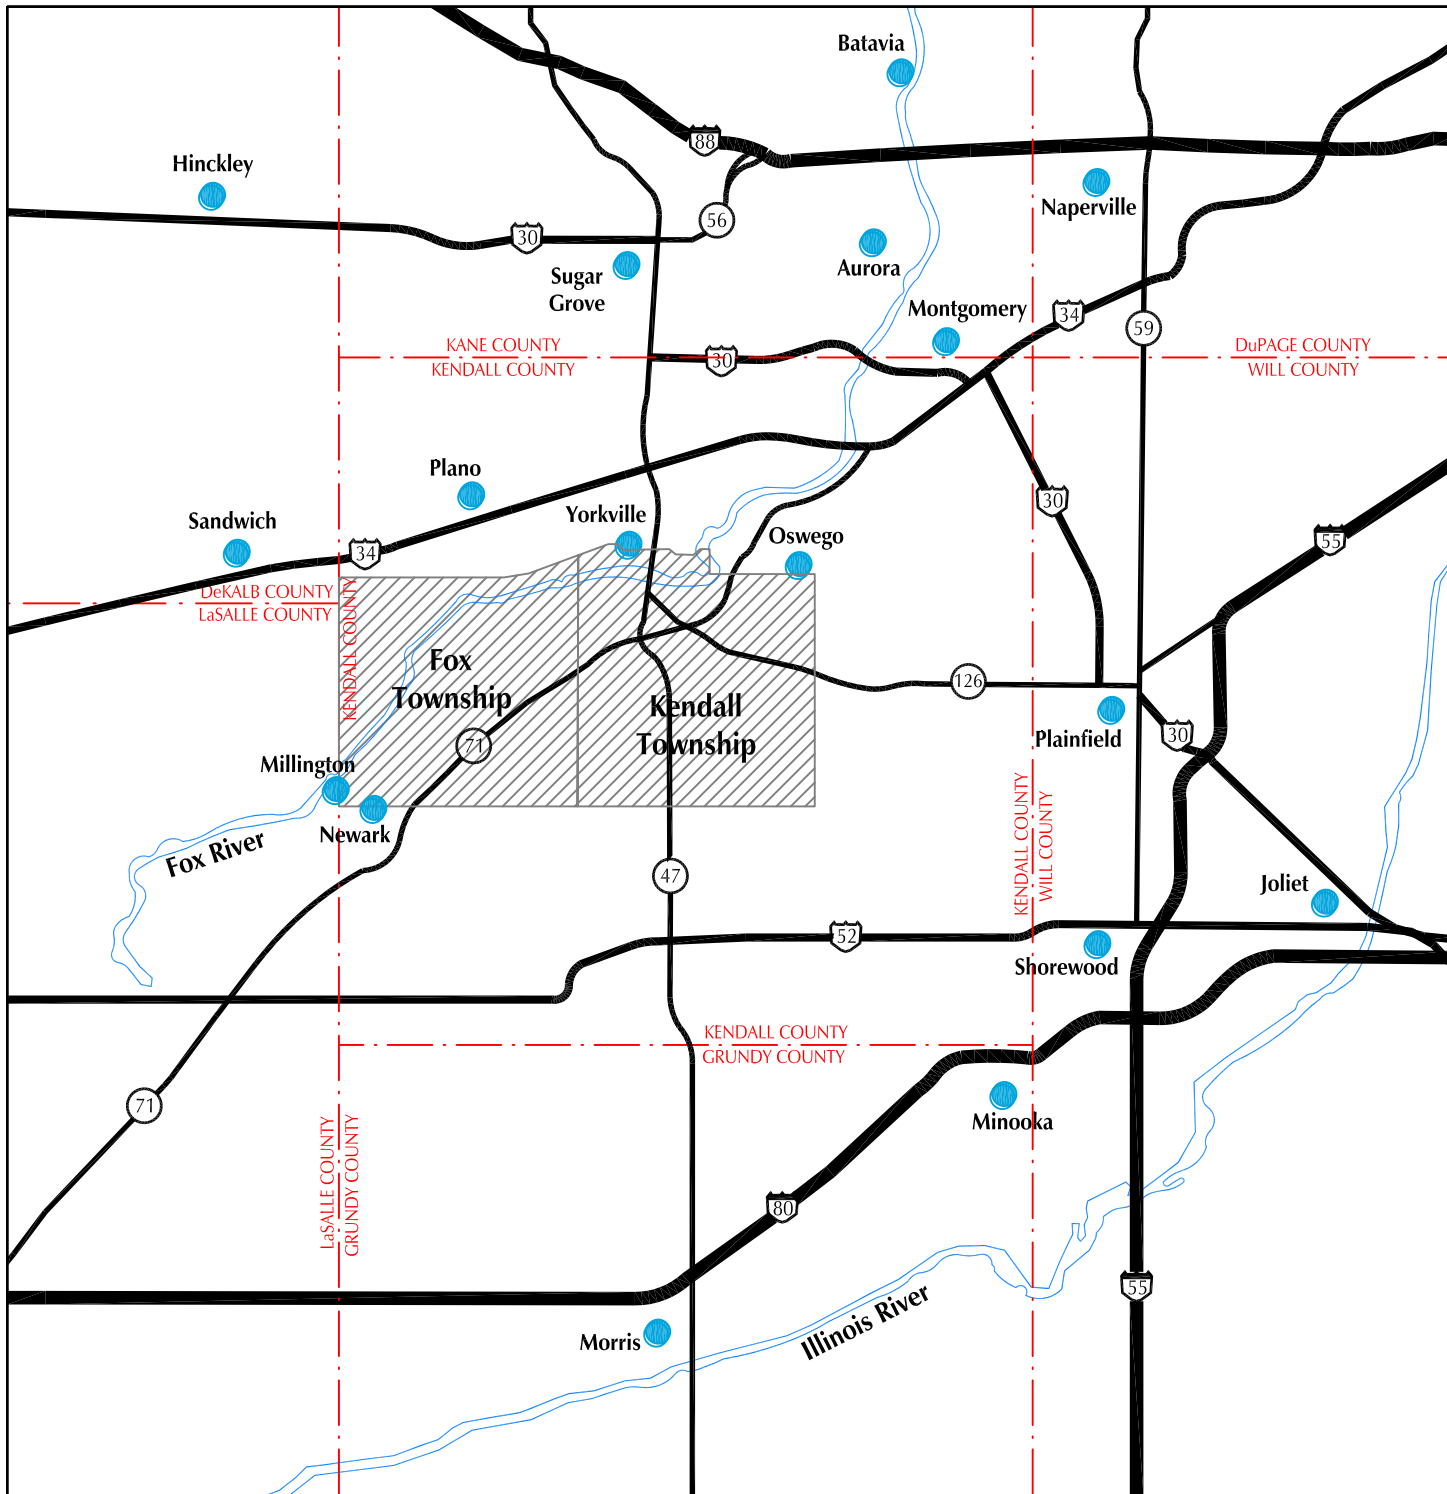 Batavia
88
Hinckley
Naperville
56
30
Aurora
Sugar
Grove
Montgomery
34
59
KANE COUNTY
KENDALL COUNTY
30
DuPAGE COUNTY
WILL COUNTY
Plano
30
Sandwich
Yorkville
Oswego
55
34
DeKALB COUNTY
LaSALLE COUNTY
KENDALL COUNTY
Fox
Township
126
Kendall
Township
71
Plainfield
30
Millington
Newark
Fox River
KENDALL COUNTY
WILL COUNTY
47
Joliet
52
Shorewood
KENDALL COUNTY
GRUNDY COUNTY
71
Minooka
LaSALLE COUNTY
GRUNDY COUNTY
80
55
Illinois River
Morris